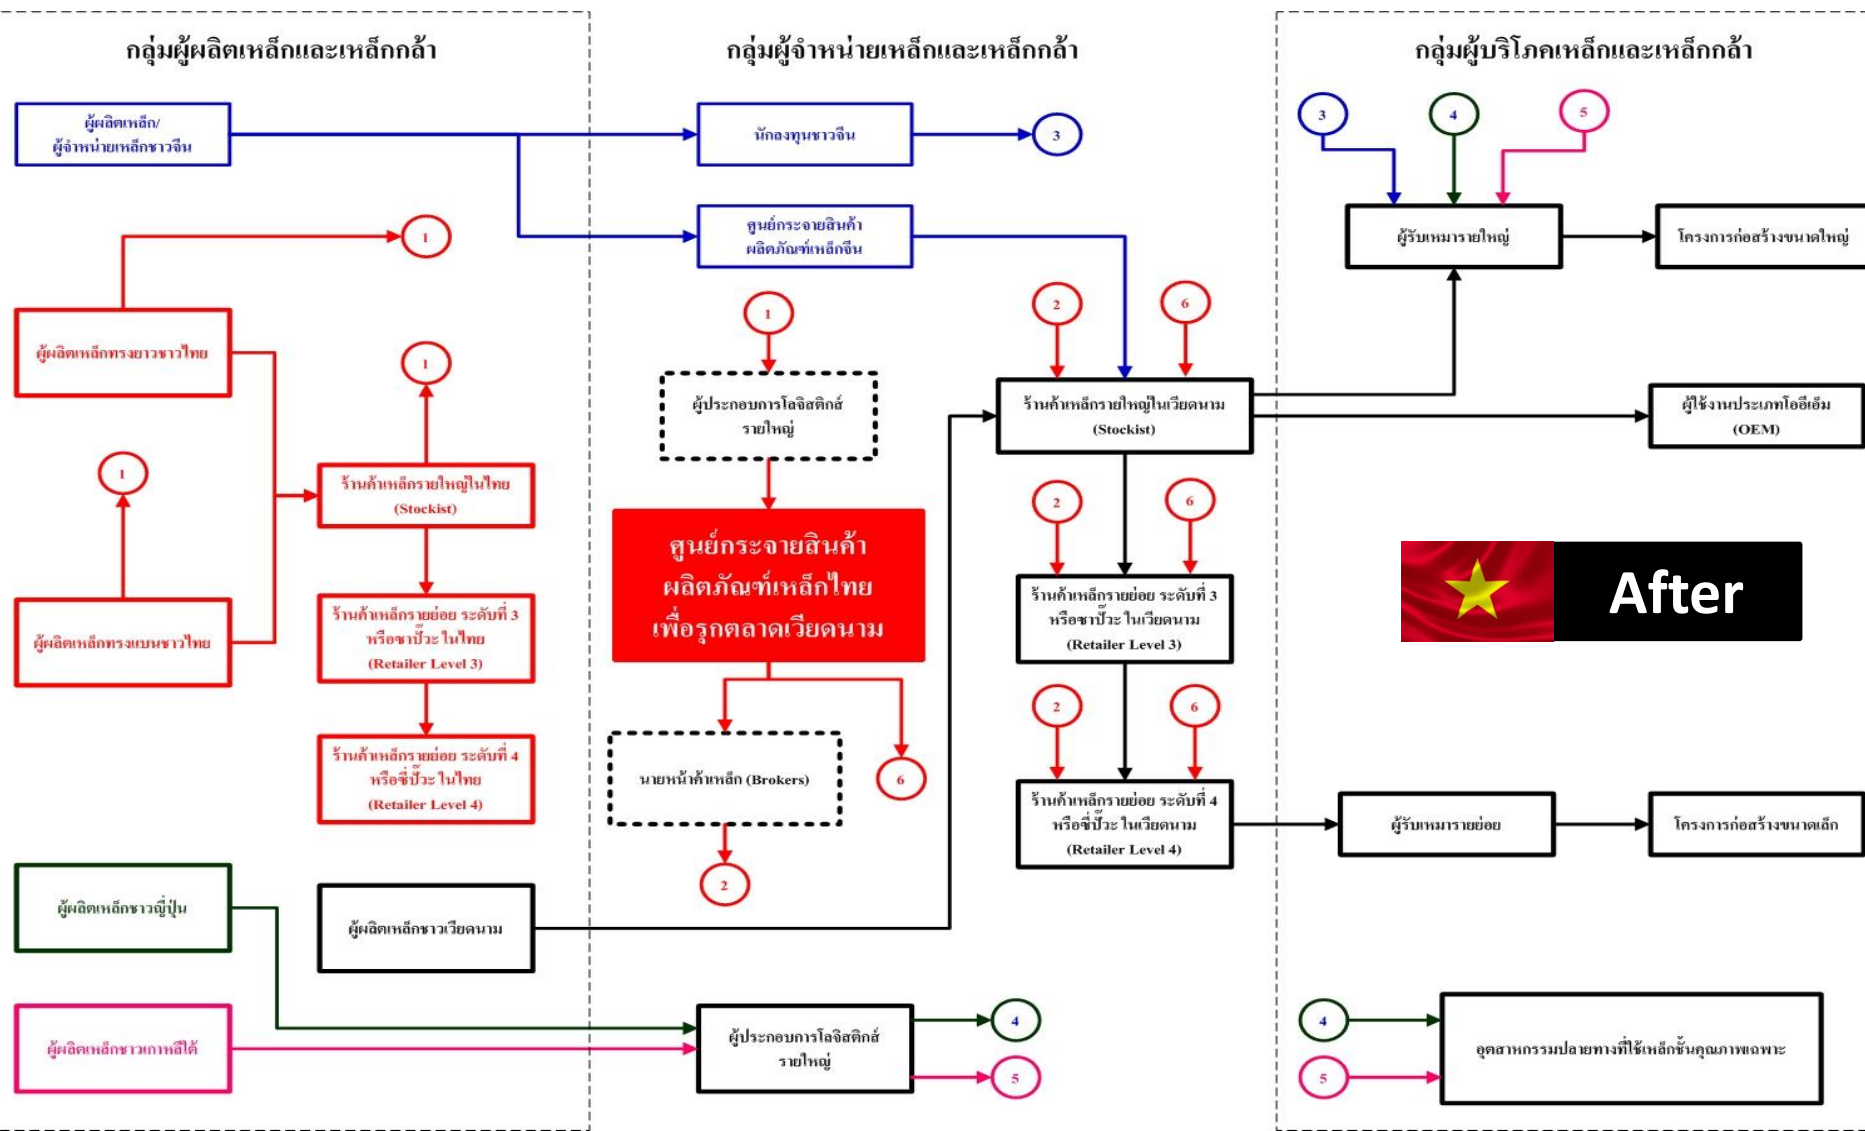 กลุ่มผู้ผลิตเหล็กและเหล็กกล้า
กลุ่มผู้จำหน่ายเหล็กและเหล็กกล้า
กลุ่มผู้บริโภคเหล็กและเหล็กกล้า
ผู้ผลิตเหล็ก/
ผู้จำหน่ายเหล็กชาวจีน
นักลงทุนชาวจีน
3
3
4
5
ศูนย์กระจายสินค้า
ผลิตภัณฑ์เหล็กจีน
ผู้รับเหมารายใหญ่
โครงการก่อสร้างขนาดใหญ่
1
ผู้ผลิตเหล็กทรงยาวชาวไทย
1
1
2
6
ผู้ประกอบการโลจิสติกส์
รายใหญ่
ร้านค้าเหล็กรายใหญ่ในเวียดนาม
(Stockist)
ผู้ใช้งานประเภทโออีเอ็ม
(OEM)
1
ร้านค้าเหล็กรายใหญ่ในไทย
(Stockist)
2
6
ศูนย์กระจายสินค้า
ผลิตภัณฑ์เหล็กไทย
เพื่อรุกตลาดเวียดนาม
After
ผู้ผลิตเหล็กทรงแบนชาวไทย
ร้านค้าเหล็กรายย่อย ระดับที่ 3
หรือซาปั๊วะ ในไทย
(Retailer Level 3)
ร้านค้าเหล็กรายย่อย ระดับที่ 3
หรือซาปั๊วะ ในเวียดนาม
(Retailer Level 3)
2
6
ร้านค้าเหล็กรายย่อย ระดับที่ 4
หรือซี่ปั๊วะ ในไทย
(Retailer Level 4)
นายหน้าค้าเหล็ก (Brokers)
6
ร้านค้าเหล็กรายย่อย ระดับที่ 4
หรือซี่ปั๊วะ ในเวียดนาม
(Retailer Level 4)
ผู้รับเหมารายย่อย
โครงการก่อสร้างขนาดเล็ก
2
ผู้ผลิตเหล็กชาวญี่ปุ่น
ผู้ผลิตเหล็กชาวเวียดนาม
ผู้ผลิตเหล็กชาวเกาหลีใต้
ผู้ประกอบการโลจิสติกส์
รายใหญ่
4
5
4
5
อุตสาหกรรมปลายทางที่ใช้เหล็กชั้นคุณภาพเฉพาะ